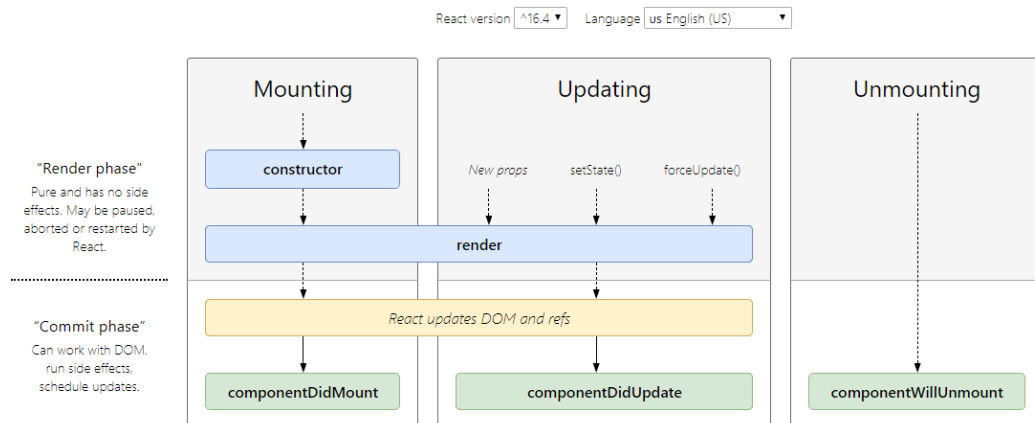 React version ^16.4 Language us English (US)
Mounting
Updating
Unmounting
“Render phase”
Pure and has no side
effects. May be paused,
aborted or restarted by
React.
constructor
New props
setState()
forceUpdate()
render
“Commit phase”
Can work with DOM,
run side effects,
schedule updates.
React updates DOM and refs
componentDidMount
componentDidUpdate
componentWillUnmount